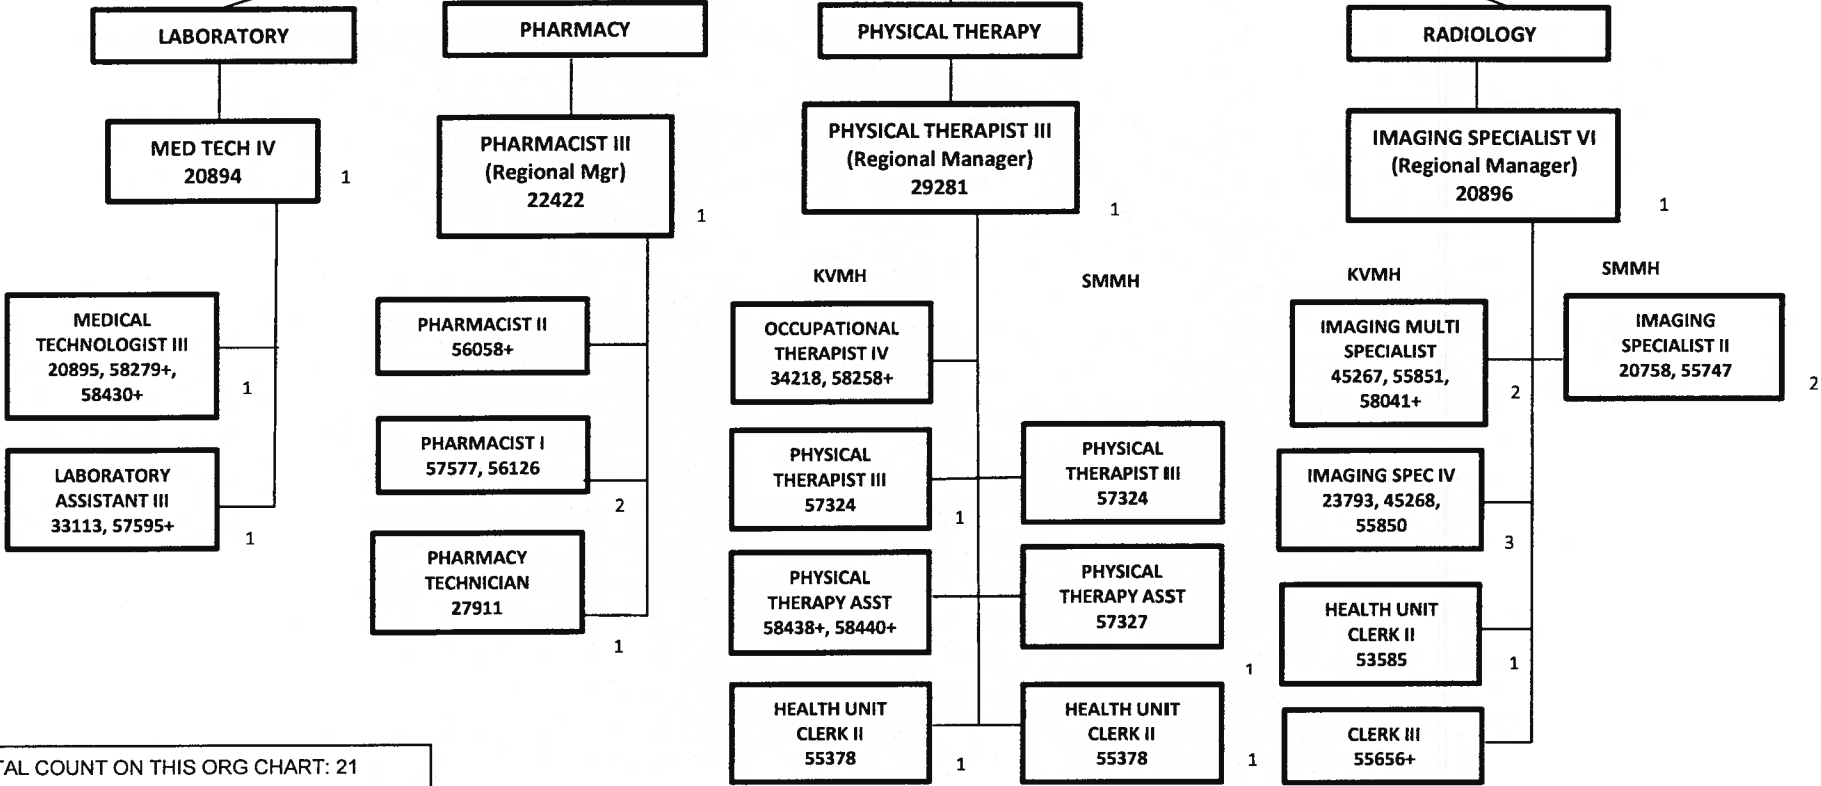 LABORATORY
MED TECH IV
20894
1
MEDICAL
TECHNOLOGIST III
20895, 58279+,
58430+
1
LABORATORY
ASSISTANT III
33113, 57595+
1
PHARMACY
PHARMACIST III
(Regional Mgr)
22422
1
PHARMACIST II
56058+
PHARMACIST I
57577, 56126
2
PHARMACY
TECHNICIAN
27911
1
PHYSICAL THERAPY
PHYSICAL THERAPIST III
(Regional Manager)
29281
1
KVMH
SMMH
OCCUPATIONAL
THERAPIST IV
34218, 58258+
PHYSICAL
THERAPIST III
57324
1
PHYSICAL
THERAPIST III
57324
PHYSICAL
THERAPY ASST
58438+, 58440+
PHYSICAL
THERAPY ASST
57327
1
HEALTH UNIT
CLERK II
55378
1
HEALTH UNIT
CLERK II
55378
1
RADIOLOGY
IMAGING SPECIALIST VI
(Regional Manager)
20896
1
KVMH
SMMH
IMAGING MULTI
SPECIALIST
45267, 55851,
58041+
2
IMAGING
SPECIALIST II
20758, 55747
2
IMAGING SPEC IV
23793, 45268,
55850
3
HEALTH UNIT
CLERK II
53585
1
CLERK III
55656+
TAL COUNT ON THIS ORG CHART: 21